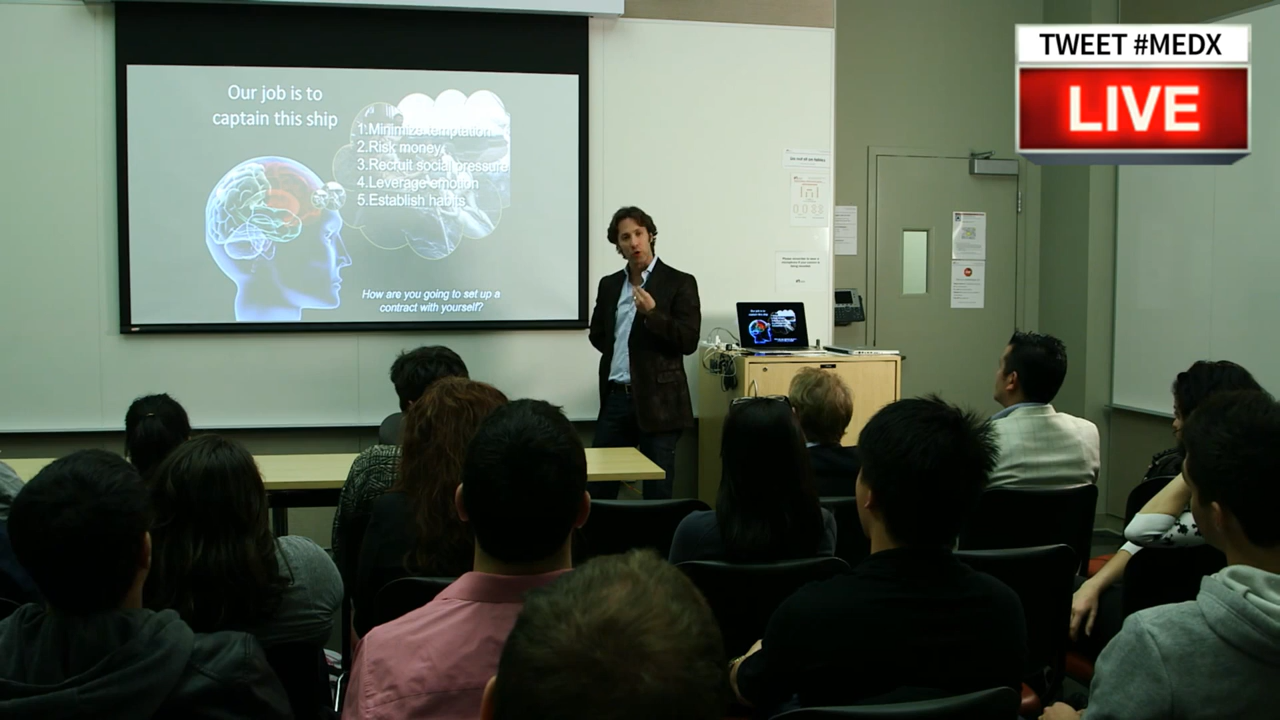 TWEET #MEDX
LIVE
Our job is to
captain this ship
1.Minimize temptation
2.Risk money
3.Recruit social pressure
4.Leverage emotion
5.Establish habits
How are you going to set up a
contract with yourself?